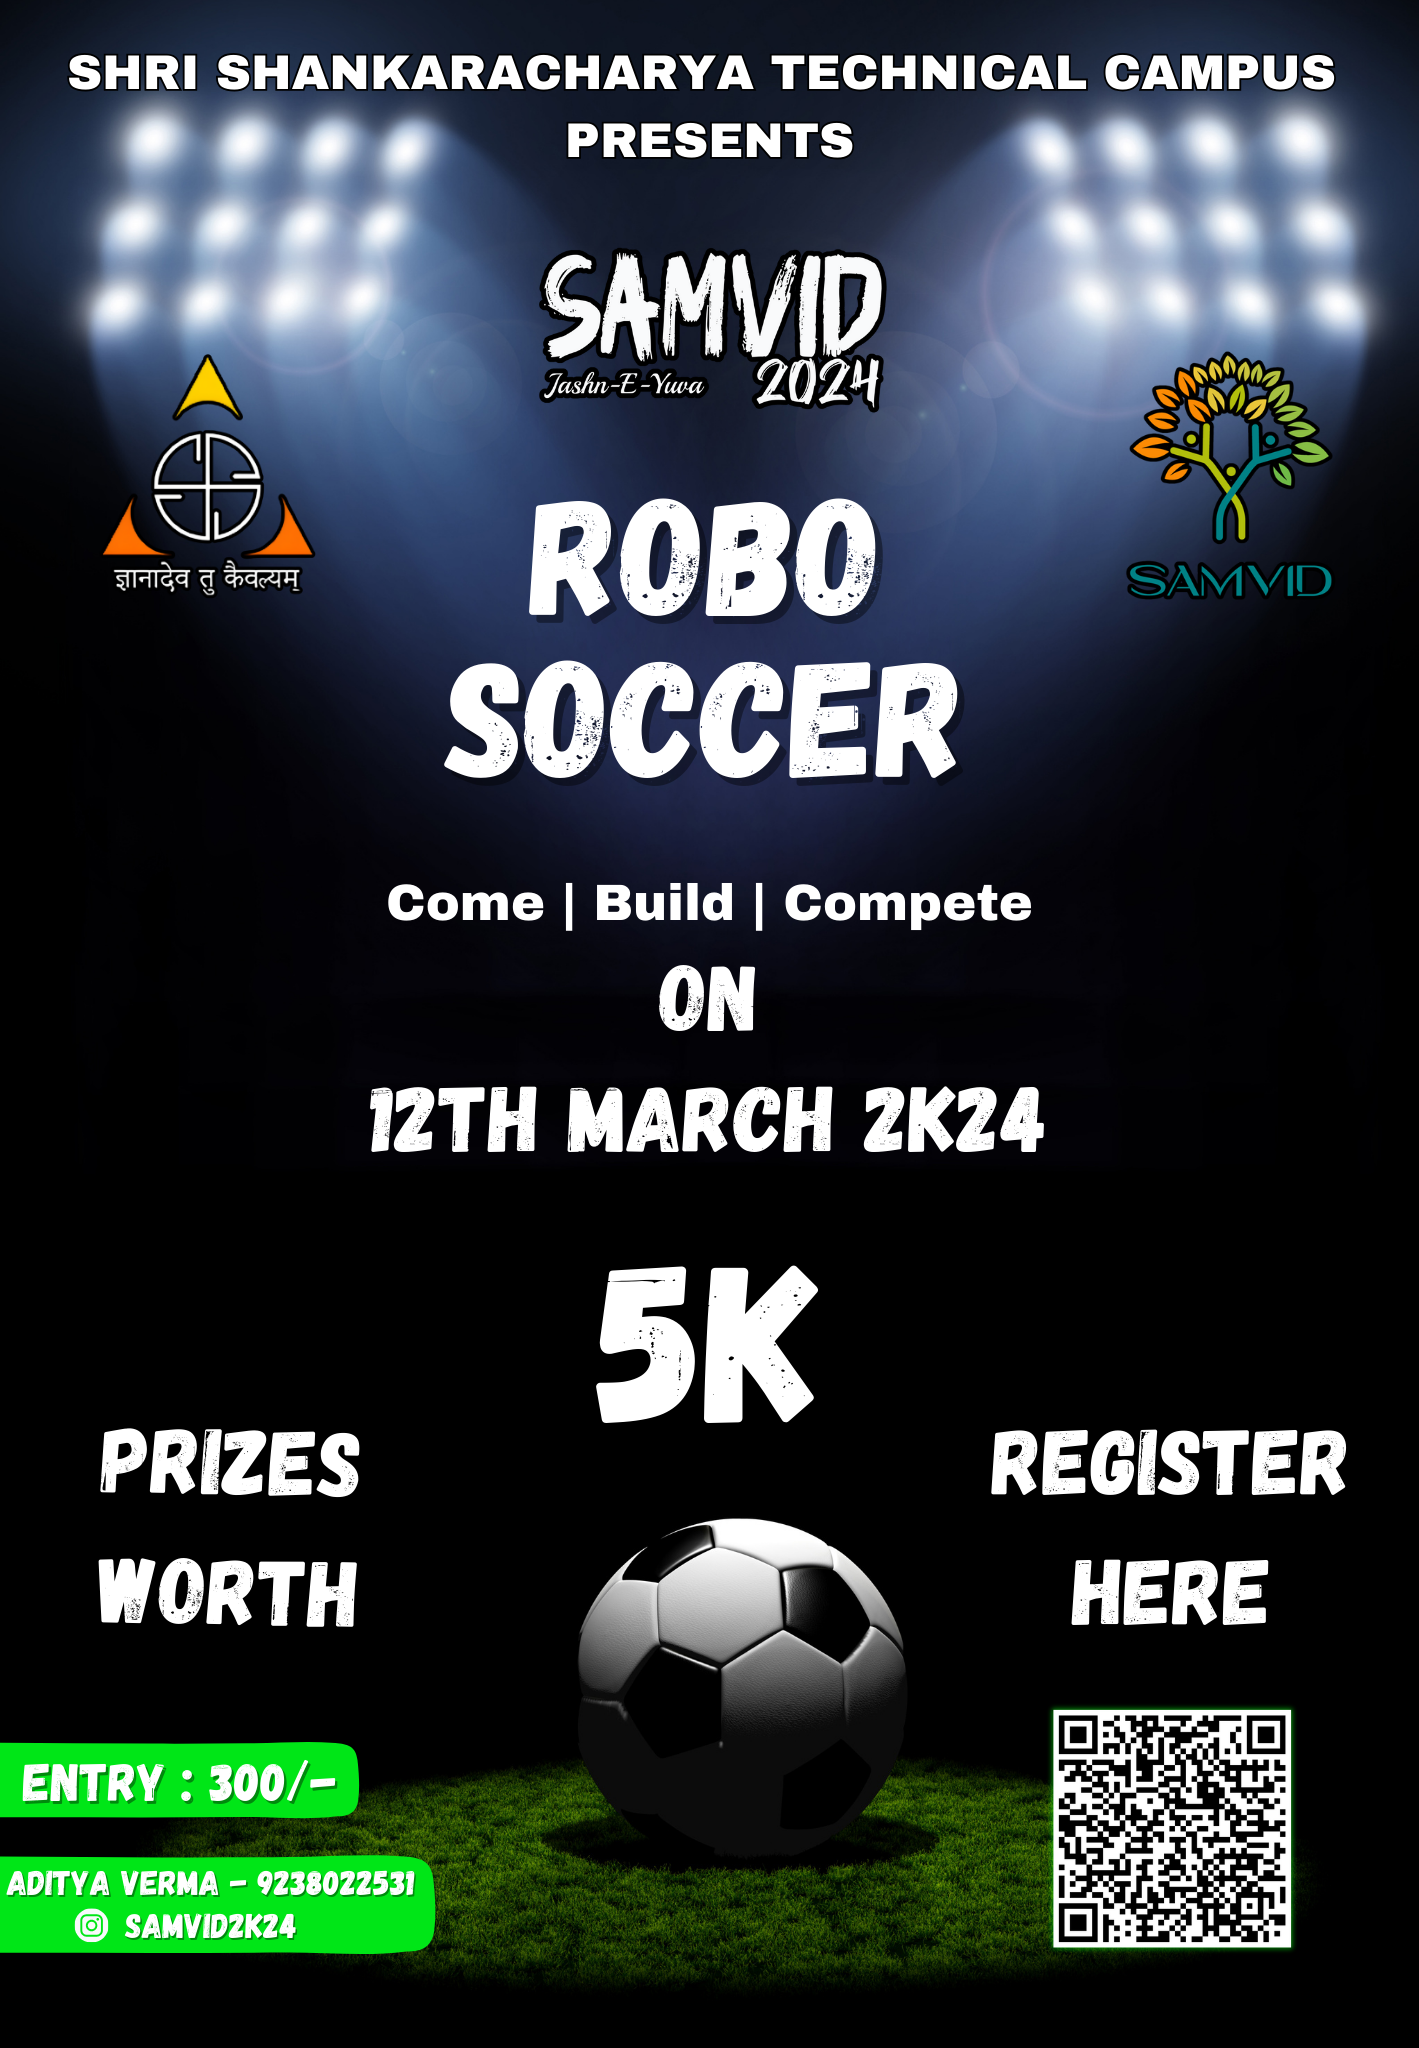 SHRI SHANKARACHARYA TECHNICAL CAMPUS
PRESENTS
SAMVID
Jashn-E-Yuva 2024
ज्ञानादेव तु कैवल्यम्
SAMVID
ROBO
SOCCER
Come | Build | Compete
ON
12TH MARCH 2K24
5K
PRIZES
WORTH
REGISTER
HERE
ENTRY : 300/-
ADITYA VERMA - 9238022531
SAMVID2K24